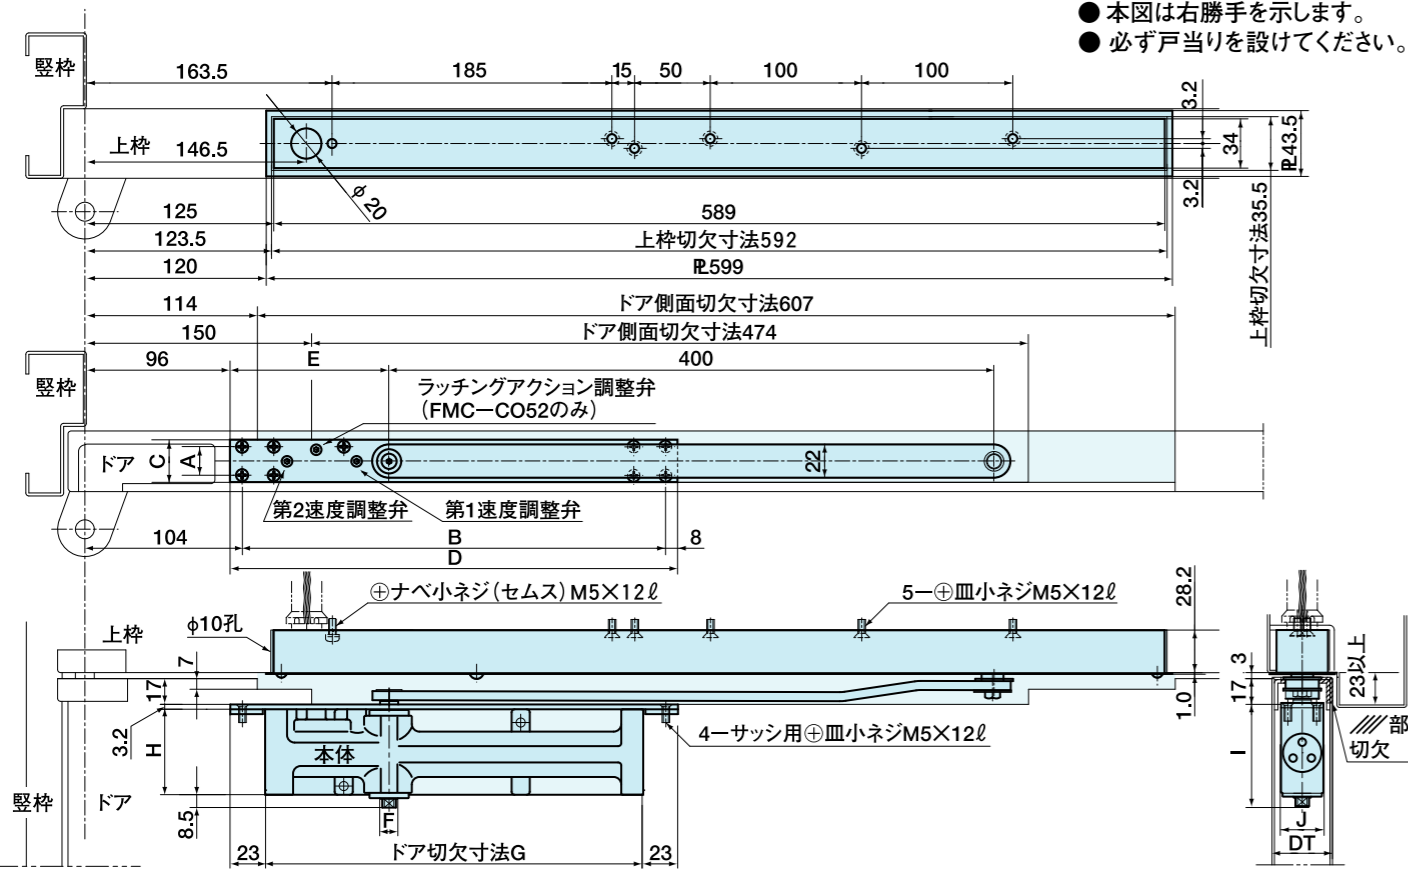 ● 本図は右勝手を示します。
● 必ず戸当りを設けてください。
竪枠
163.5
185
15
50
100
100
3.2
上枠
146.5
φ20
34
3.2
PL43.5
上枠切欠寸法35.5
125
589
123.5
上枠切欠寸法592
120
PL599
114
ドア側面切欠寸法607
150
ドア側面切欠寸法474
96
E
400
竪枠
ラッチングアクション調整弁
（FMC－CO52のみ）
ドア
C
A
22
第2速度調整弁
第1速度調整弁
104
B
8
D
⊕ナベ小ネジ（セムス）M5×12ℓ
5－⊕皿小ネジM5×12ℓ
28.2
上枠
φ10孔
7
17
3.2
H
8.5
本体
1.0
4－サッシ用⊕皿小ネジM5×12ℓ
3
17
23以上
部
切欠
I
竪枠
ドア
F
J
DT
23
ドア切欠寸法G
23